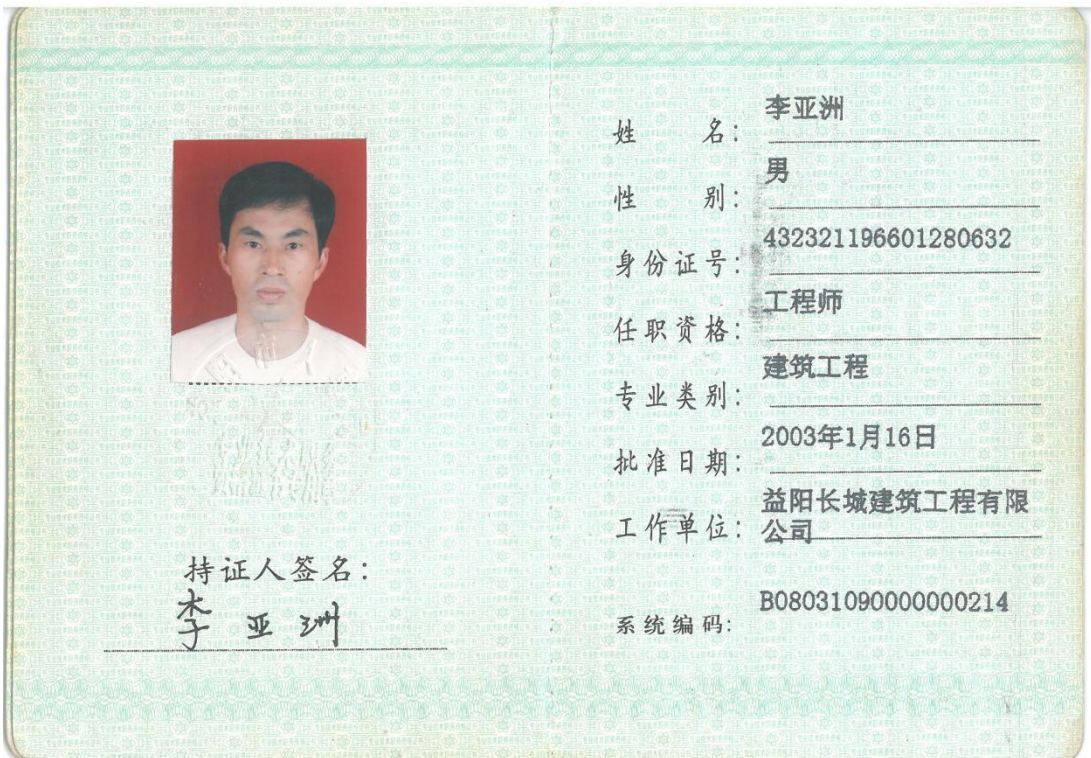 持证人签名:
李亚洲
姓 名: 李亚洲
性 别: 男
身份证号: 432321196601280632
任职资格: 工程师
专业类别: 建筑工程
批准日期: 2003年1月16日
工作单位: 益阳长城建筑工程有限
公司
系统编码: B08031090000000214